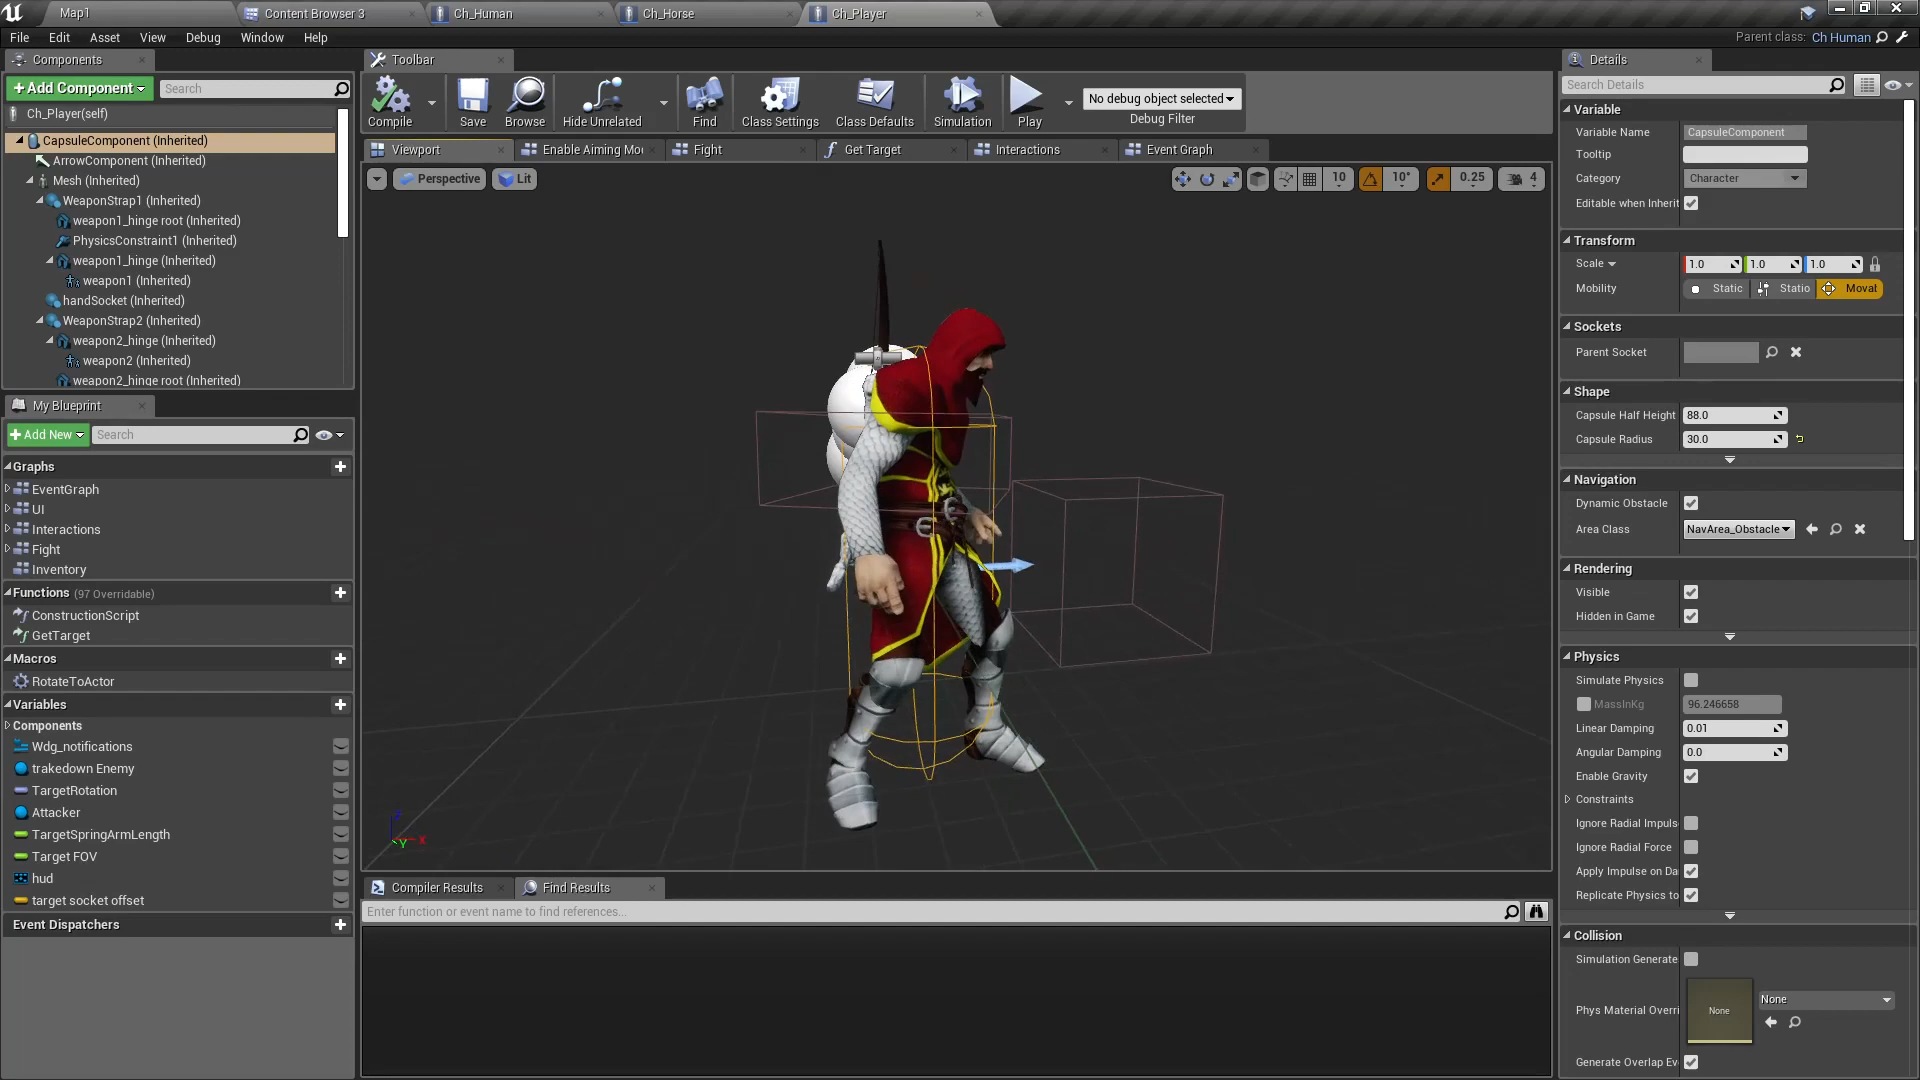 Map1
Content Browser 3
Ch_Human
Ch_Horse
Ch_Player
File Edit Asset View Debug Window Help
Parent class: Ch Human
Components
+Add Component
Search
Ch_Player(self)
CapsuleComponent (Inherited)
ArrowComponent (Inherited)
Mesh (Inherited)
WeaponStrap1 (Inherited)
weapon1_hinge root (Inherited)
PhysicsConstraint1 (Inherited)
weapon1_hinge (Inherited)
weapon1 (Inherited)
handSocket (Inherited)
WeaponStrap2 (Inherited)
weapon2_hinge (Inherited)
weapon2 (Inherited)
weapon2_hinge root (Inherited)
My Blueprint
+Add New
Search
Graphs
EventGraph
UI
Interactions
Fight
Inventory
Functions (97 Overridable)
ConstructionScript
GetTarget
Macros
RotateToActor
Variables
Components
Wdg_notifications
trakedown Enemy
TargetRotation
Attacker
TargetSpringArmLength
Target FOV
hud
target socket offset
Event Dispatchers
Toolbar
Compile
Save
Browse
Hide Unrelated
Find
Class Settings
Class Defaults
Simulation
Play
No debug object selected
Debug Filter
Viewport
Enable Aiming Mo
Fight
Get Target
Interactions
Event Graph
Perspective
Lit
10
10°
0.25
4
Z
X
Y
Compiler Results
Find Results
Enter function or event name to find references...
Details
Search Details
Variable
Variable Name CapsuleComponent
Tooltip
Category Character
Editable when Inherit
Transform
Scale 1.0 1.0 1.0
Mobility Static Statio Movat
Sockets
Parent Socket
Shape
Capsule Half Height 88.0
Capsule Radius 30.0
Navigation
Dynamic Obstacle
Area Class NavArea_Obstacle
Rendering
Visible
Hidden in Game
Physics
Simulate Physics
MassInKg 96.246658
Linear Damping 0.01
Angular Damping 0.0
Enable Gravity
Constraints
Ignore Radial Impuls
Ignore Radial Force
Apply Impulse on Da
Replicate Physics to
Collision
Simulation Generate
Phys Material Overri None None
Generate Overlap Ev